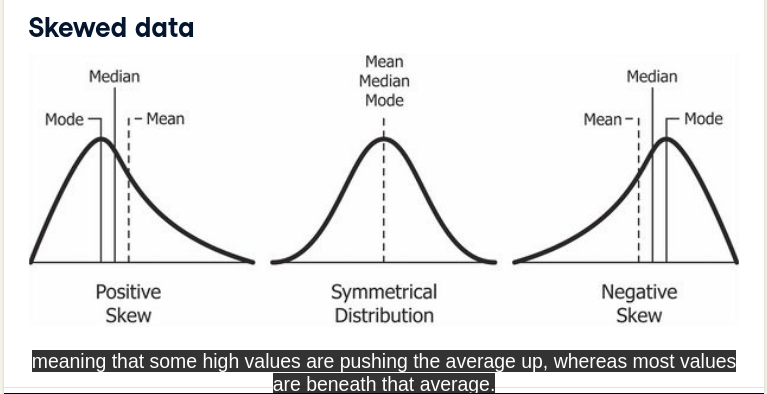 Skewed data
Median
Mode
Mean
Positive
Skew
Mean
Median
Mode
Symmetrical
Distribution
Median
Mean
Mode
Negative
Skew
meaning that some high values are pushing the average up, whereas most values
are beneath that average.